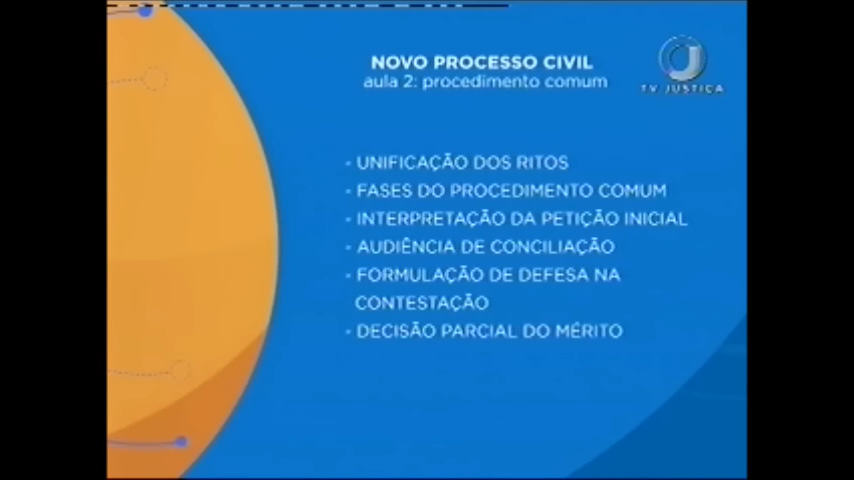 NOVO PROCESSO CIVIL
aula 2: procedimento comum
TV JUSTIÇA
- UNIFICAÇÃO DOS RITOS
- FASES DO PROCEDIMENTO COMUM
- INTERPRETAÇÃO DA PETIÇÃO INICIAL
- AUDIÊNCIA DE CONCILIAÇÃO
- FORMULAÇÃO DE DEFESA NA
CONTESTAÇÃO
- DECISÃO PARCIAL DO MÉRITO